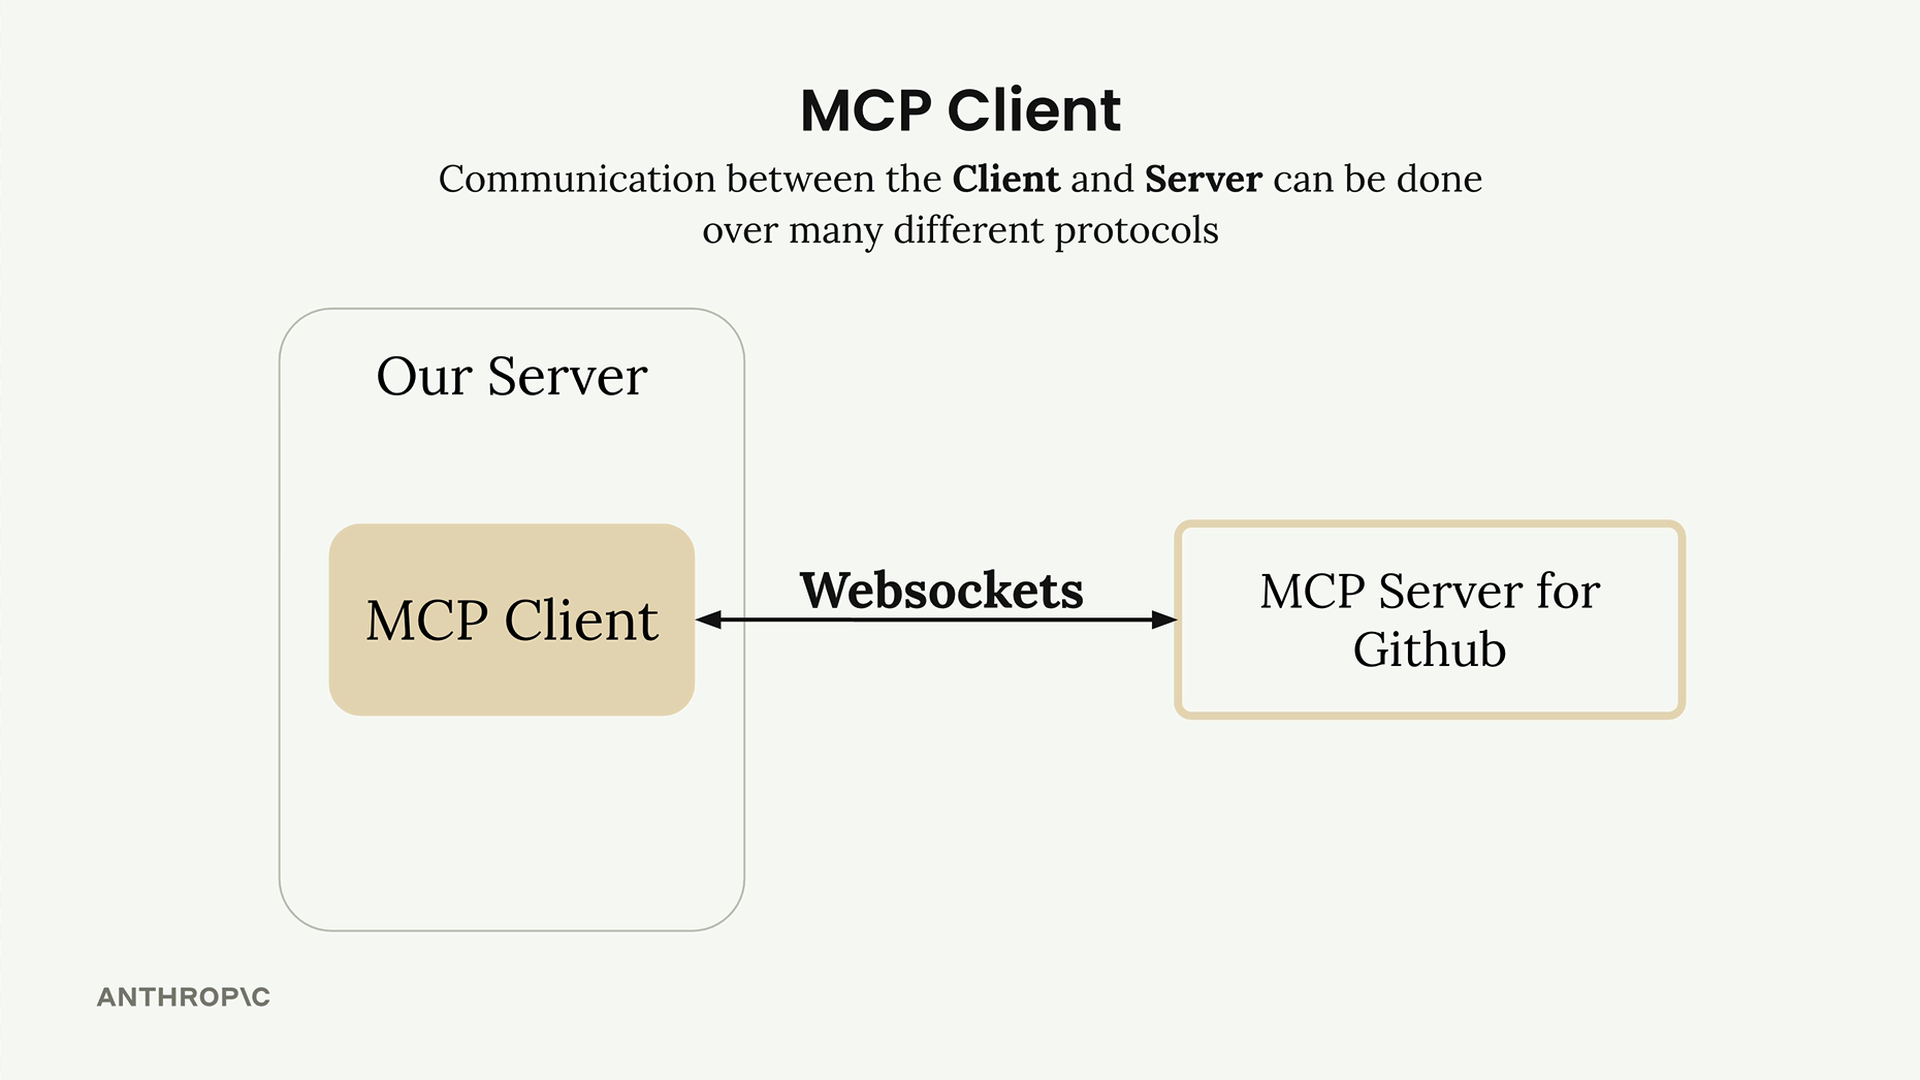 MCP Client
Communication between the Client and Server can be done
over many different protocols
Our Server
MCP Client
Websockets
MCP Server for
Github
ANTHROP\C